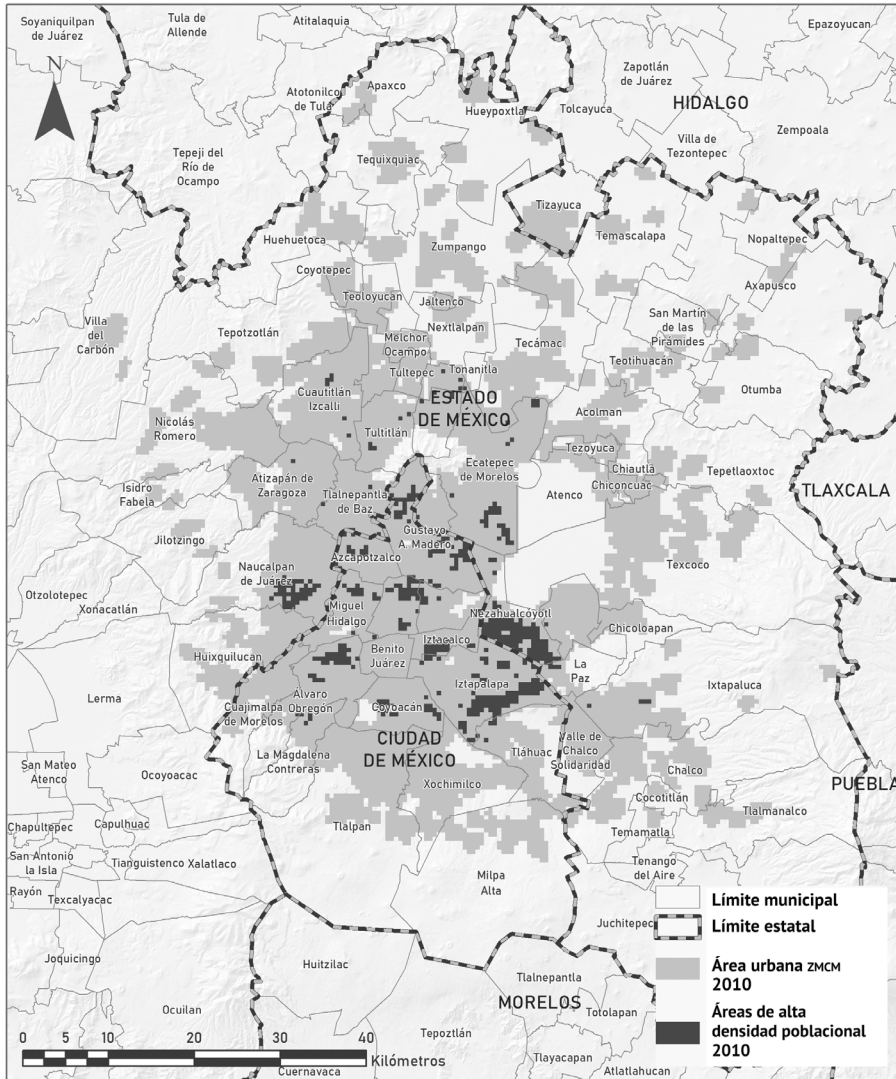 Soyaniquilpan
de Juárez
Tula de
Allende
Atitalaquia
Epazoyucan
N
Atotonilco
de Tula
Apaxco
Hueypoxtla
Tolcayuca
Zapotlán
de Juárez
HIDALGO
Villa de
Tezontepec
Zempoala
Tepeji del
Río de
Ocampo
Tequixquiac
Tizayuca
Temascalapa
Nopaltepec
Huehuetoca
Zumpango
Coyotepec
Axapusco
Teoloyucan
Jaltenco
Villa
del
Carbón
Tepotzotlán
Nextlalpan
San Martín
de las
Pirámides
Melchor
Ocampo
Tecámac
Teotihuacán
Tultepec
Tonanitla
Cuautitlán
Izcalli
ESTADO
DE MÉXICO
Otumba
Acolman
Nicolás
Romero
Tultitlán
Tezoyuca
Ecatepec
de Morelos
Chiautla
Tepetlaoxtoc
Atizapán de
Zaragoza
Chiconcuac
Isidro
Fabela
Tlalnepantla
de Baz
Atenco
TLAXCALA
Gustavo
A. Madero
Jilotzingo
Azcapotzalco
Texcoco
Naucalpan
de Juárez
Otzolotepec
Xonacatlán
Miguel
Hidalgo
Nezahualcóyotl
Chicoloapan
Iztacalco
Benito
Juárez
Huixquilucan
La
Paz
Lerma
Iztapalapa
Ixtapaluca
Álvaro
Obregón
Cuajimalpa
de Morelos
Coyoacán
CIUDAD
DE MÉXICO
Valle de
Chalco
Solidaridad
La Magdalena
Contreras
Tláhuac
San Mateo
Atenco
Ocoyoacac
Chalco
Xochimilco
PUEBLA
Cocotitlán
Tlalmanalco
Chapultepec
Capulhuac
Tlalpan
Temamatla
San Antonio
la Isla
Tianguistenco
Xalatlaco
Tenango
del Aire
Milpa
Alta
Rayón
Texcalyacac
Juchitepec
Joquicingo
Huitzilac
Tlalnepantla
MORELOS
Ocuilan
Totolapan
Tepoztlán
Tlayacapan
Cuernavaca
Atlatlahucan
Límite municipal
Límite estatal
Área urbana ZMCM
2010
Áreas de alta
densidad poblacional
2010
0 5 10 20 30 40
Kilómetros